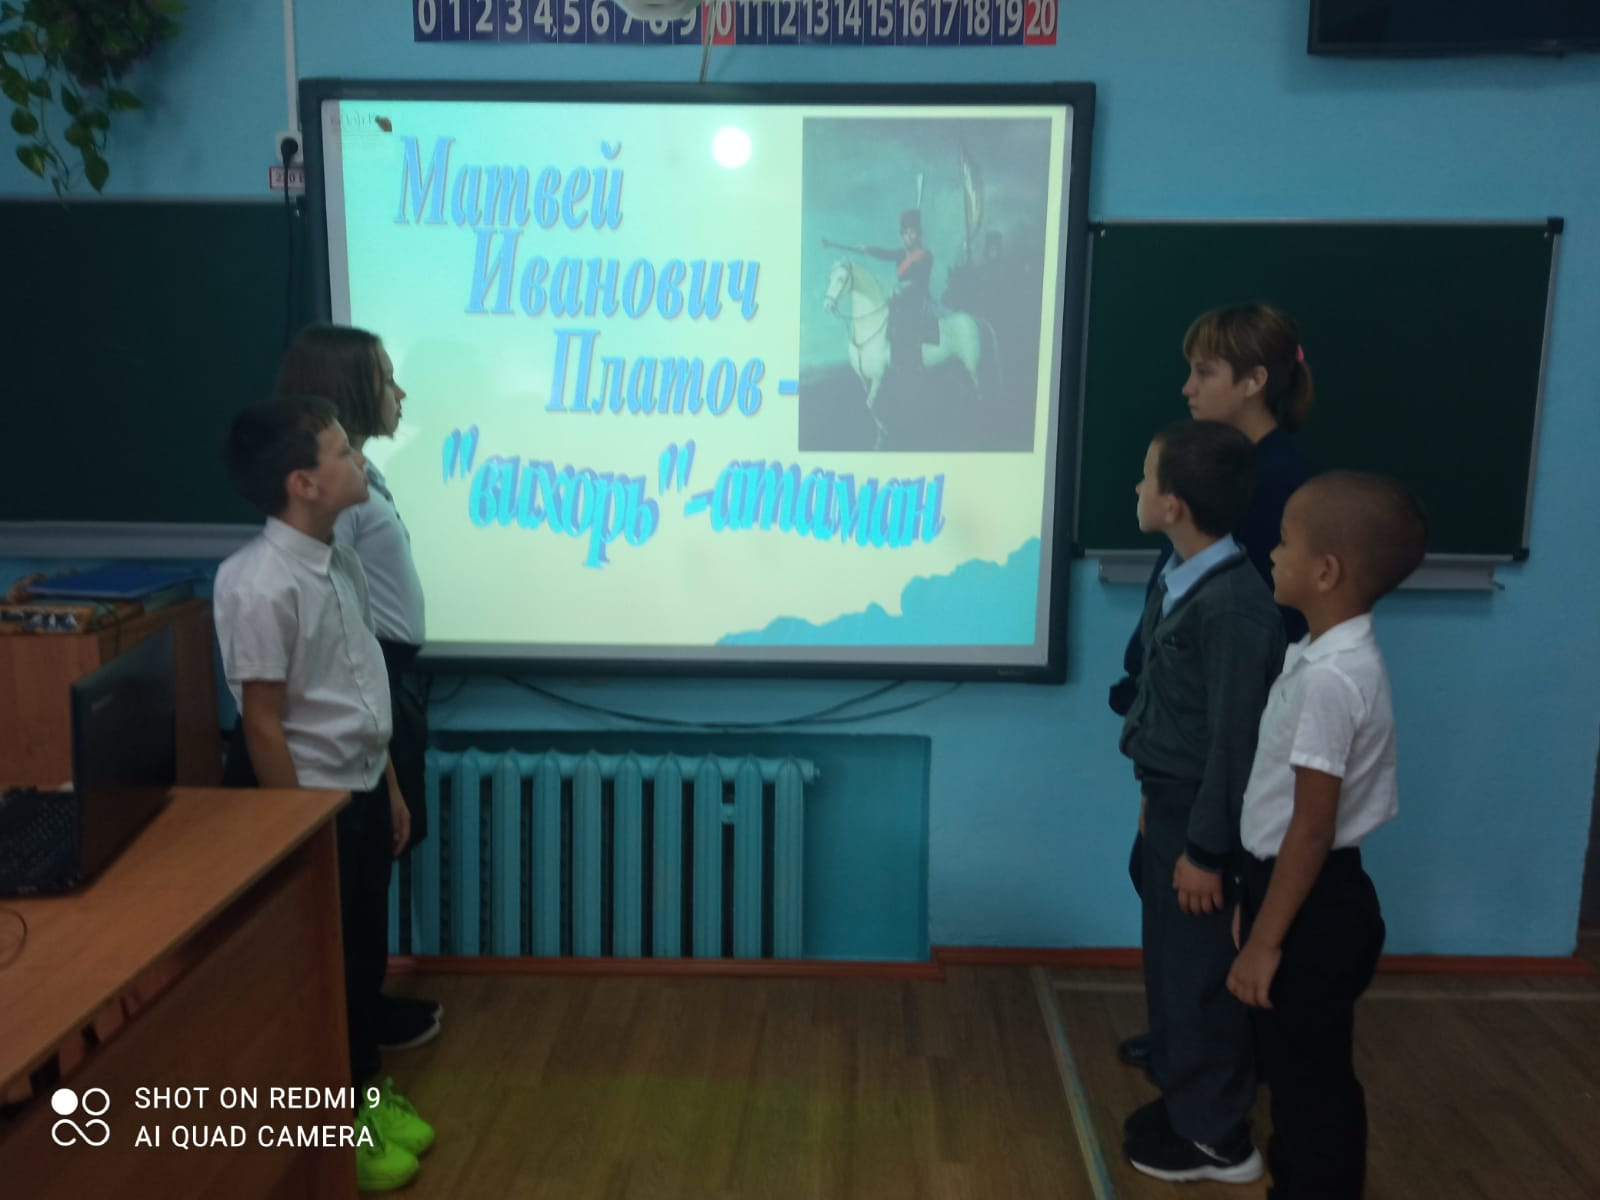 0 1 2 3 4 5 6 7 8 9 10 11 12 13 14 15 16 17 18 19 20
Матвей
Иванович
Платов -
"вихорь"-атаман
SHOT ON REDMI 9
AI QUAD CAMERA